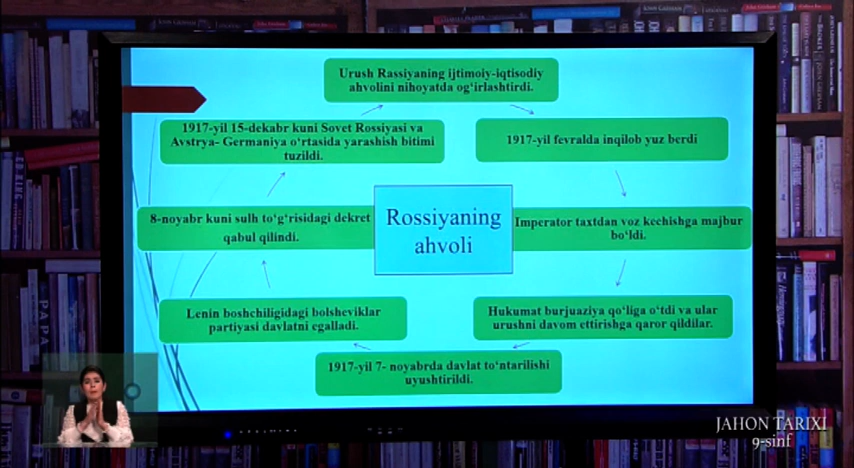 Urush Rassiyaning ijtimoiy-iqtisodiy
ahvolini nihoyatda og‘irlashtirdi.
1917-yil fevralda inqilob yuz berdi
Imperator taxtdan voz kechishga majbur
bo‘ldi.
Hukumat burjuaziya qo‘liga o‘tdi va ular
urushni davom ettirishga qaror qildilar.
1917-yil 7- noyabrda davlat to‘ntarilishi
uyushtirildi.
Lenin boshchiligidagi bolsheviklar
partiyasi davlatni egalladi.
8-noyabr kuni sulh to‘g‘risidagi dekret
qabul qilindi.
1917-yil 15-dekabr kuni Sovet Rossiyasi va
Avstrya- Germaniya o‘rtasida yarashish bitimi
tuzildi.
Rossiyaning
ahvoli
JAHON TARIXI
9-sinf